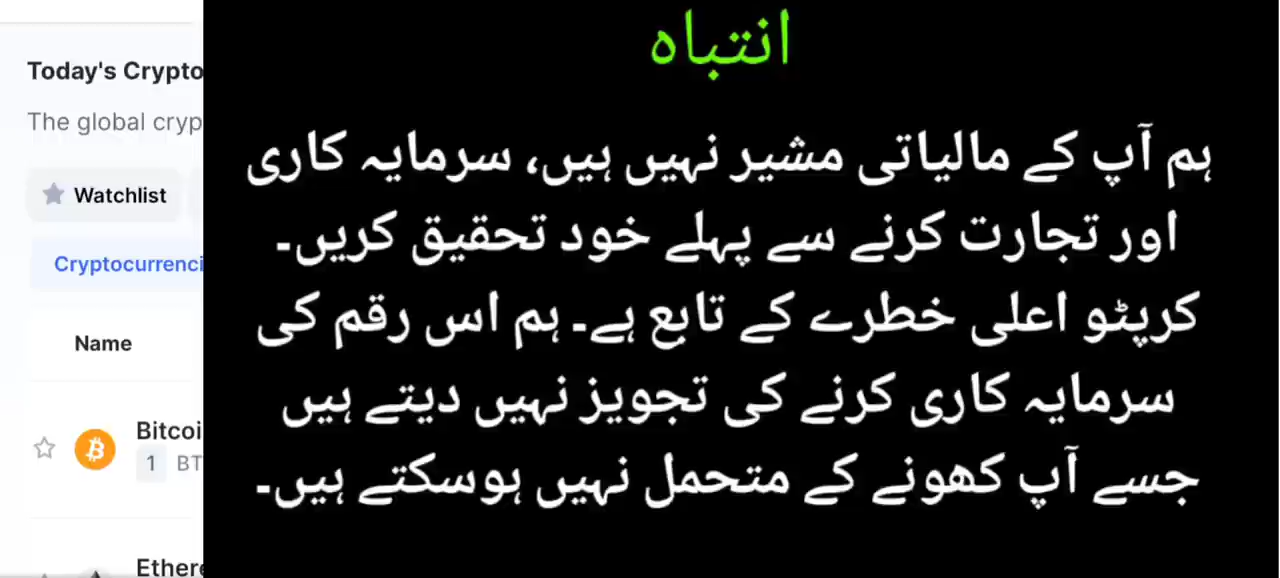 Today's Crypto
The global cryp
Watchlist
Cryptocurrenci
Name
Bitcoi
1 BT
Ethere
انتباہ
ہم آپ کے مالیاتی مشیر نہیں ہیں، سرمایہ کاری
اور تجارت کرنے سے پہلے خود تحقیق کریں۔
کرپٹو اعلی خطرے کے تابع ہے۔ ہم اس رقم کی
سرمایہ کاری کرنے کی تجویز نہیں دیتے ہیں
جسے آپ کھونے کے متحمل نہیں ہوسکتے ہیں۔